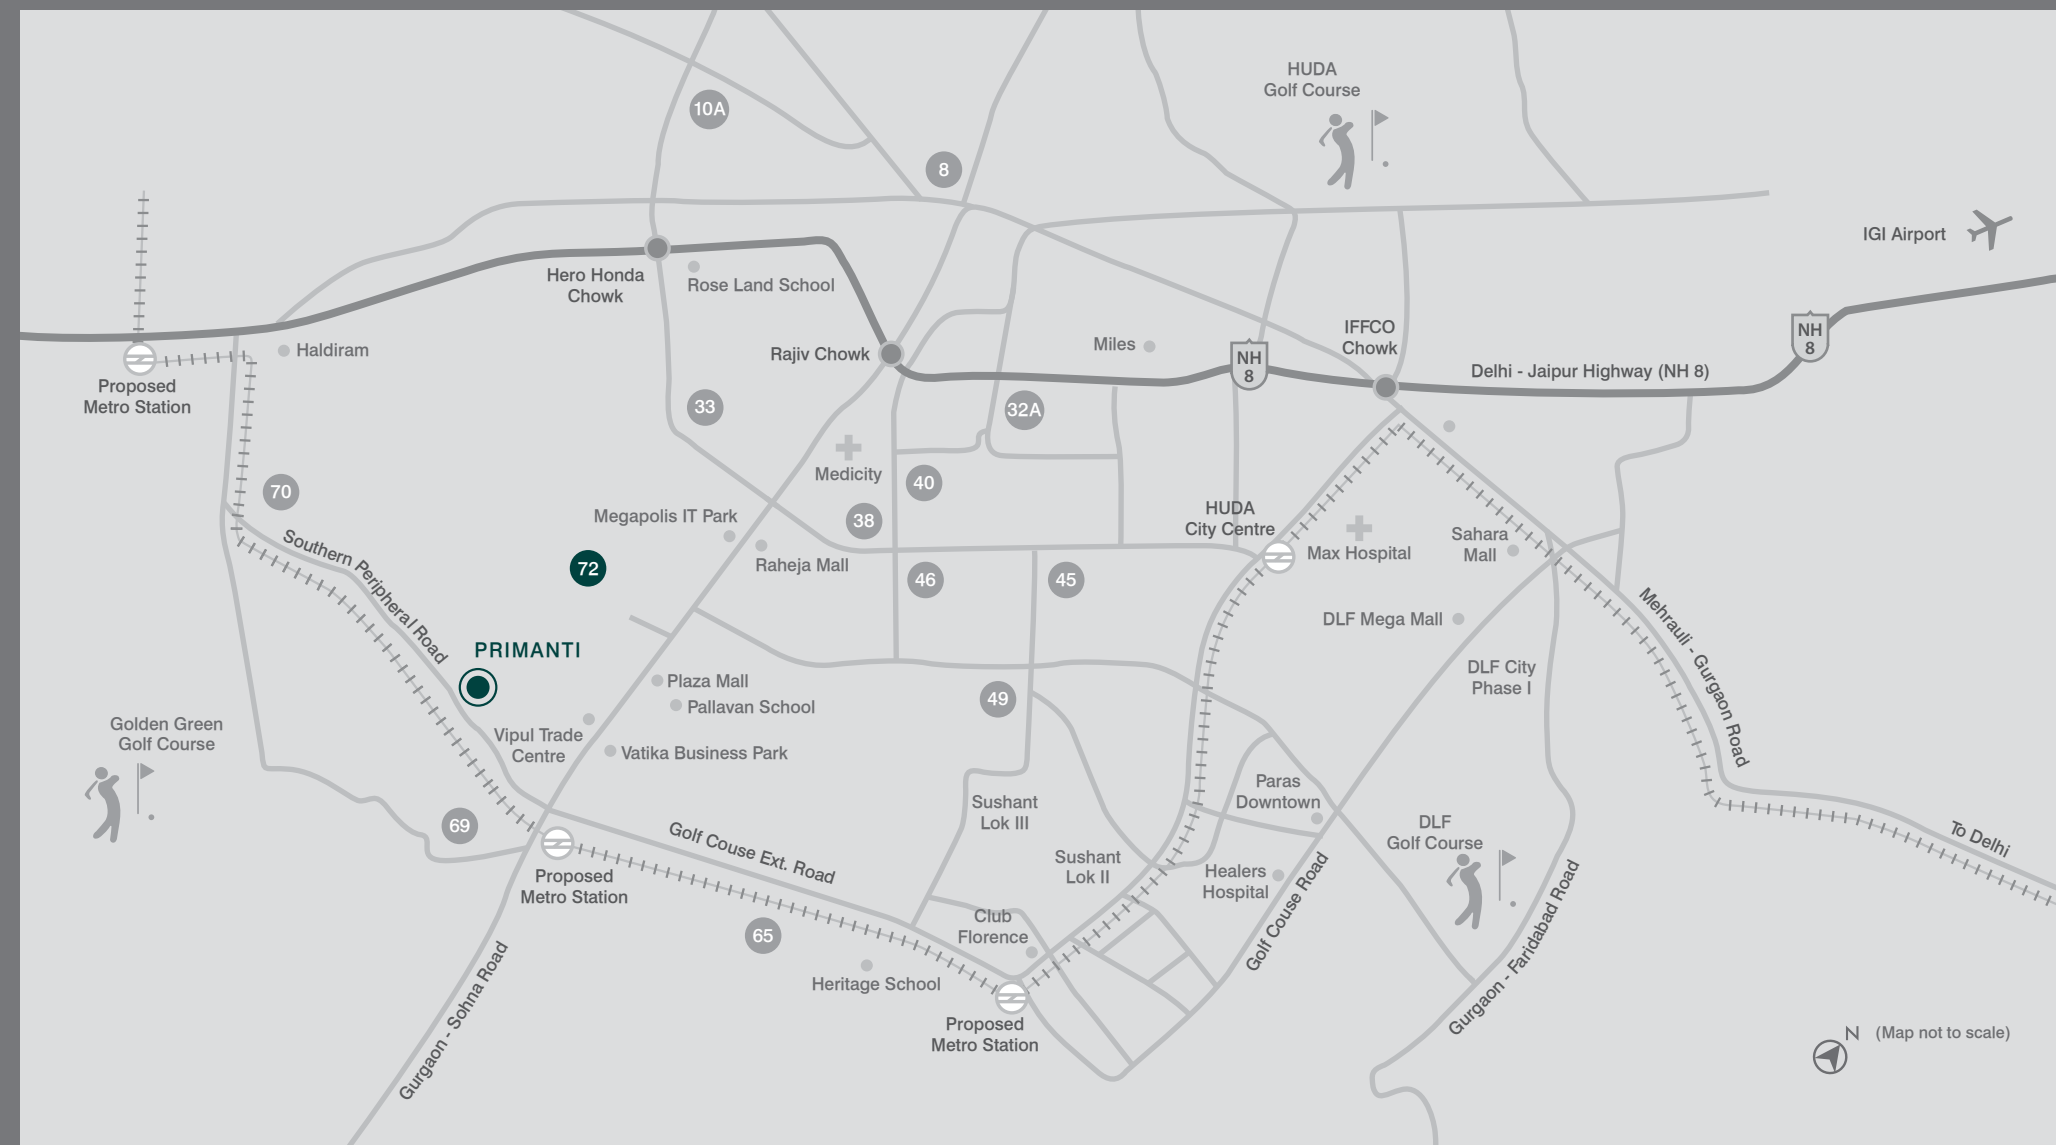 HUDA
Golf Course
10A
8
IGI Airport
Hero Honda
Chowk
Rose Land School
IFFCO
Chowk
NH
8
Rajiv Chowk
Miles
NH
8
Haldiram
Delhi - Jaipur Highway (NH 8)
Proposed
Metro Station
33
32A
Medicity
40
70
HUDA
City Centre
Megapolis IT Park
38
Max Hospital
Sahara
Mall
Southern Peripheral Road
72
Raheja Mall
46
45
DLF Mega Mall
Mehrauli - Gurgaon Road
PRIMANTI
DLF City
Phase I
Plaza Mall
49
Pallavan School
Golden Green
Golf Course
Vipul Trade
Centre
Vatika Business Park
Paras
Downtown
Sushant
Lok III
69
DLF
Golf Course
To Delhi
Golf Couse Ext. Road
Sushant
Lok II
Healers
Hospital
Proposed
Metro Station
Golf Couse Road
Club
Florence
65
Gurgaon - Faridabad Road
Heritage School
Gurgaon - Sohna Road
Proposed
Metro Station
N
(Map not to scale)